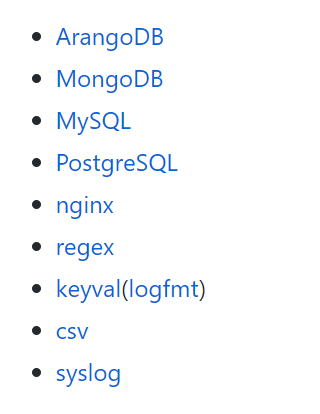 ArangoDB
MongoDB
MySQL
PostgreSQL
nginx
regex
keyval(logfmt)
csv
syslog